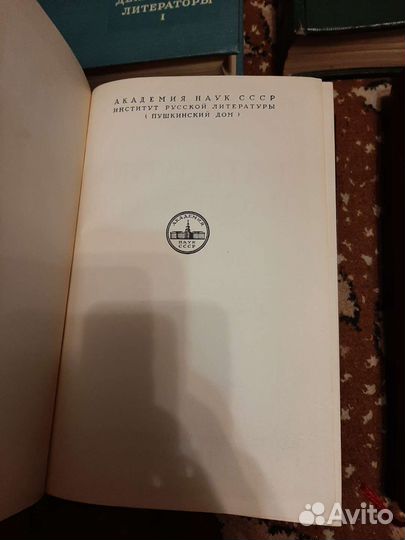 ЛИТЕРАТУРЫ
I
АКАДЕМИЯ НАУК СССР
ИНСТИТУТ РУССКОЙ ЛИТЕРАТУРЫ
( ПУШКИНСКИЙ ДОМ )
АКАДЕМИЯ
НАУК
СССР
Avito